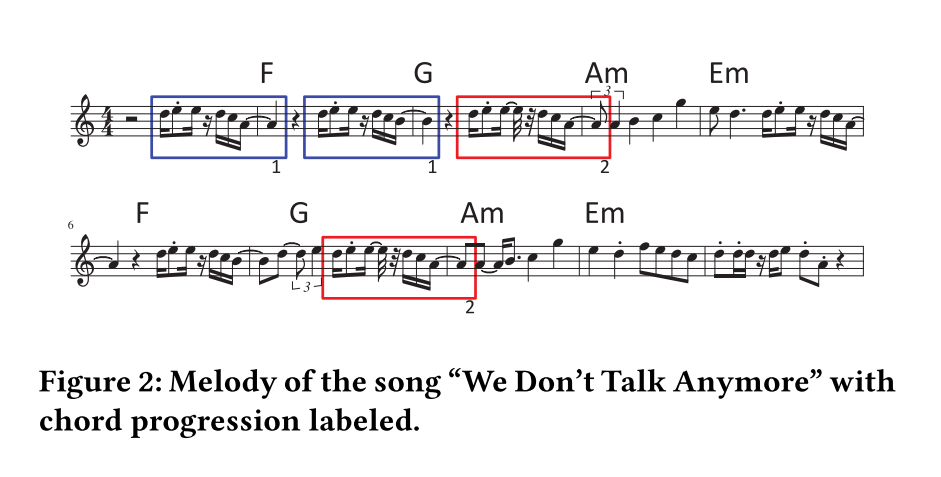 F G Am Em
3
4 4
1 1 2
6
F G Am Em
3
2
Figure 2: Melody of the song “We Don’t Talk Anymore” with
chord progression labeled.